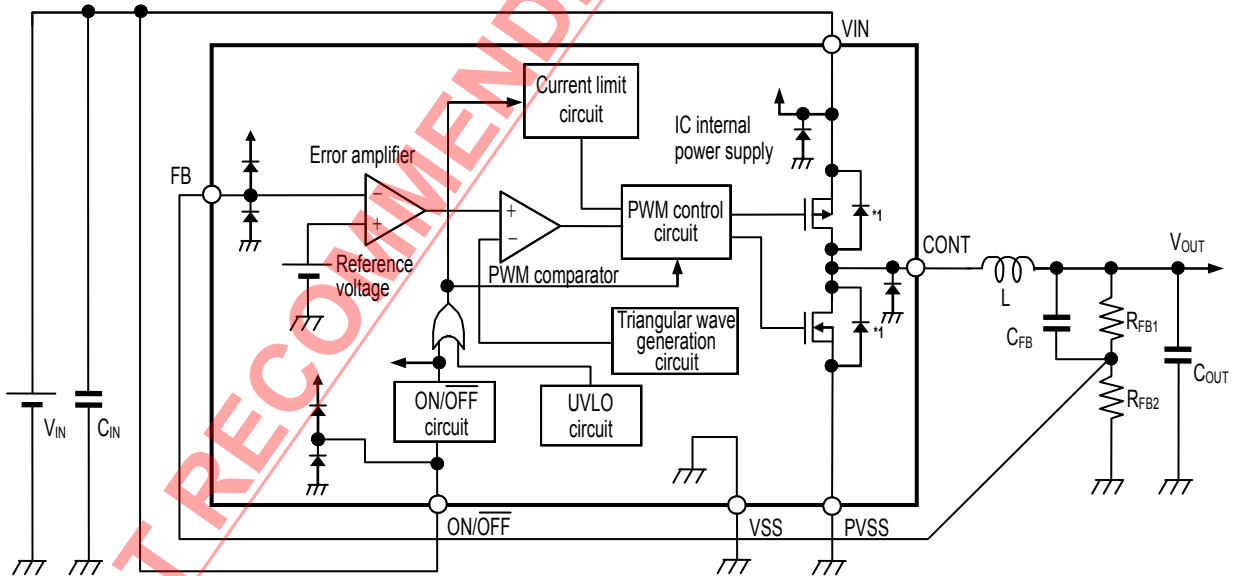 VIN
Current limit
circuit
IC internal
power supply
FB
Error amplifier
−
+
+
−
PWM control
circuit
*1
CONT
VOUT
Reference
voltage
PWM comparator
L
CFB
RFB1
Triangular wave
generation
circuit
*1
COUT
ON/OFF
circuit
UVLO
circuit
RFB2
VIN
CIN
ON/OFF
VSS
PVSS
T RECOMMEND